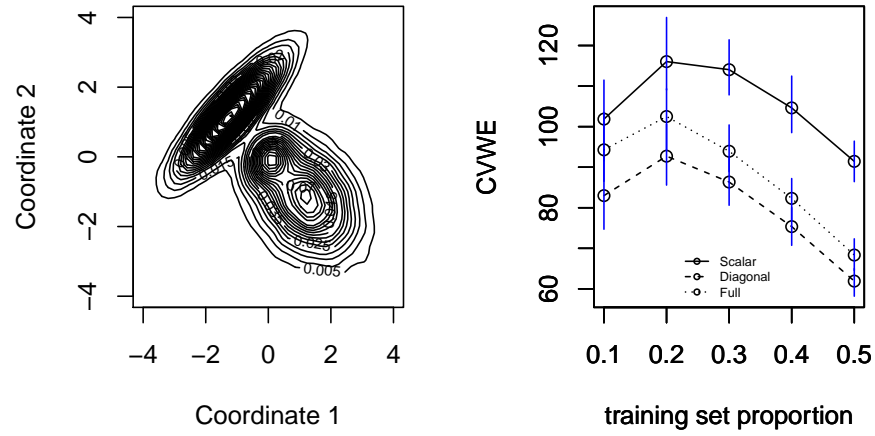 Coordinate 2
4
2
0
−2
−4
−4 −2 0 2 4
Coordinate 1
0.01
0.025
0.005
CVWE
120
100
80
60
Scalar
Diagonal
Full
0.1 0.2 0.3 0.4 0.5
training set proportion